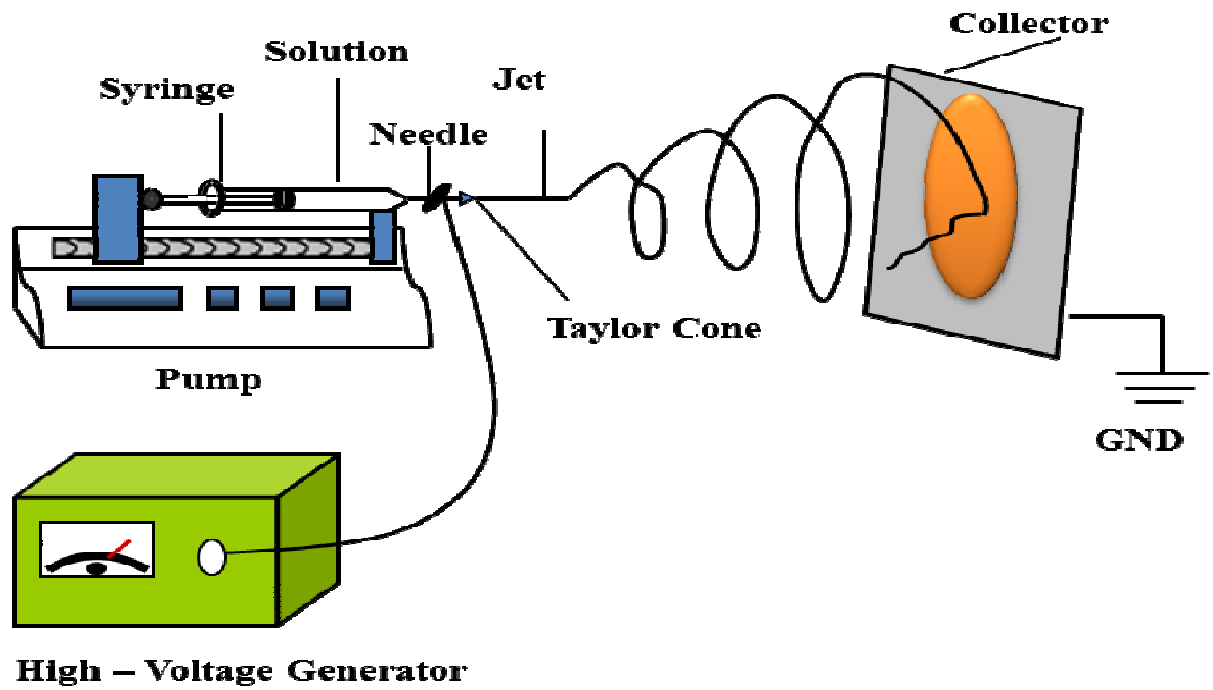 Collector
Solution
Jet
Syringe
Needle
Taylor Cone
Pump
GND
High – Voltage Generator